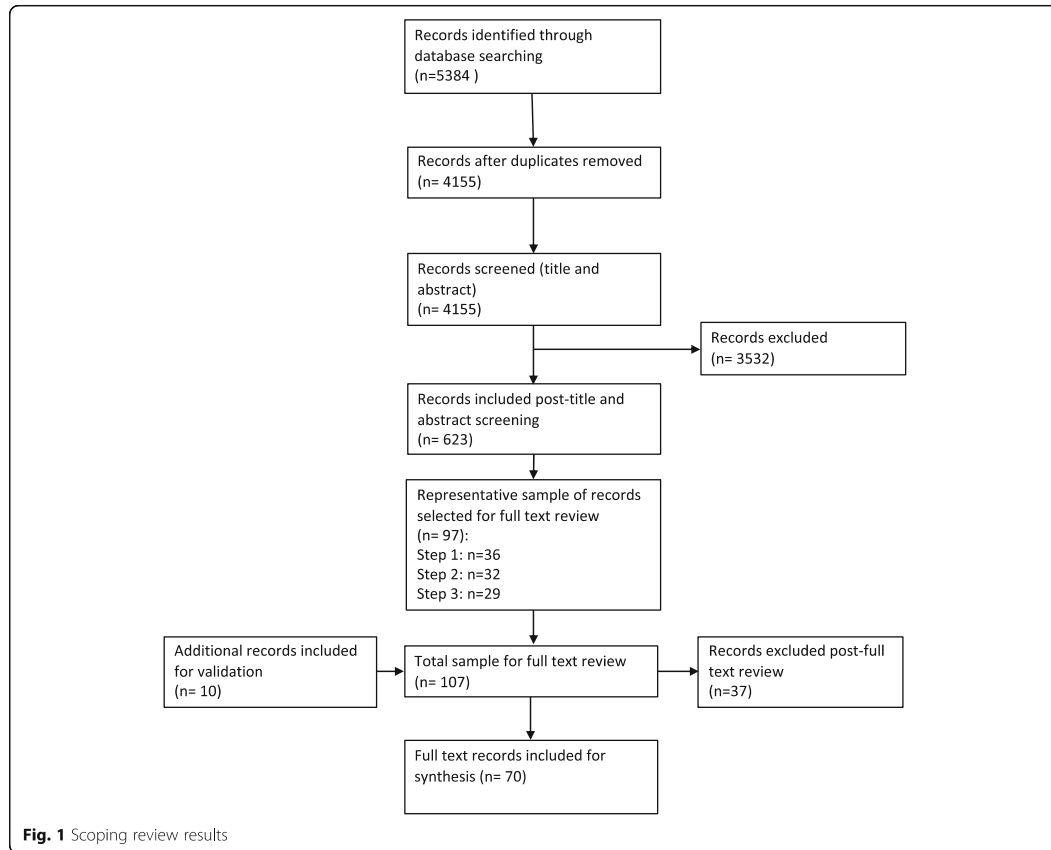 Records identified through
database searching
(n=5384 )
Records after duplicates removed
(n= 4155)
Records screened (title and
abstract)
(n= 4155)
Records excluded
(n= 3532)
Records included post-title and
abstract screening
(n= 623)
Representative sample of records
selected for full text review
(n= 97):
Step 1: n=36
Step 2: n=32
Step 3: n=29
Additional records included
for validation
(n= 10)
Total sample for full text review
(n= 107)
Records excluded post-full
text review
(n=37)
Full text records included for
synthesis (n= 70)
Fig. 1 Scoping review results